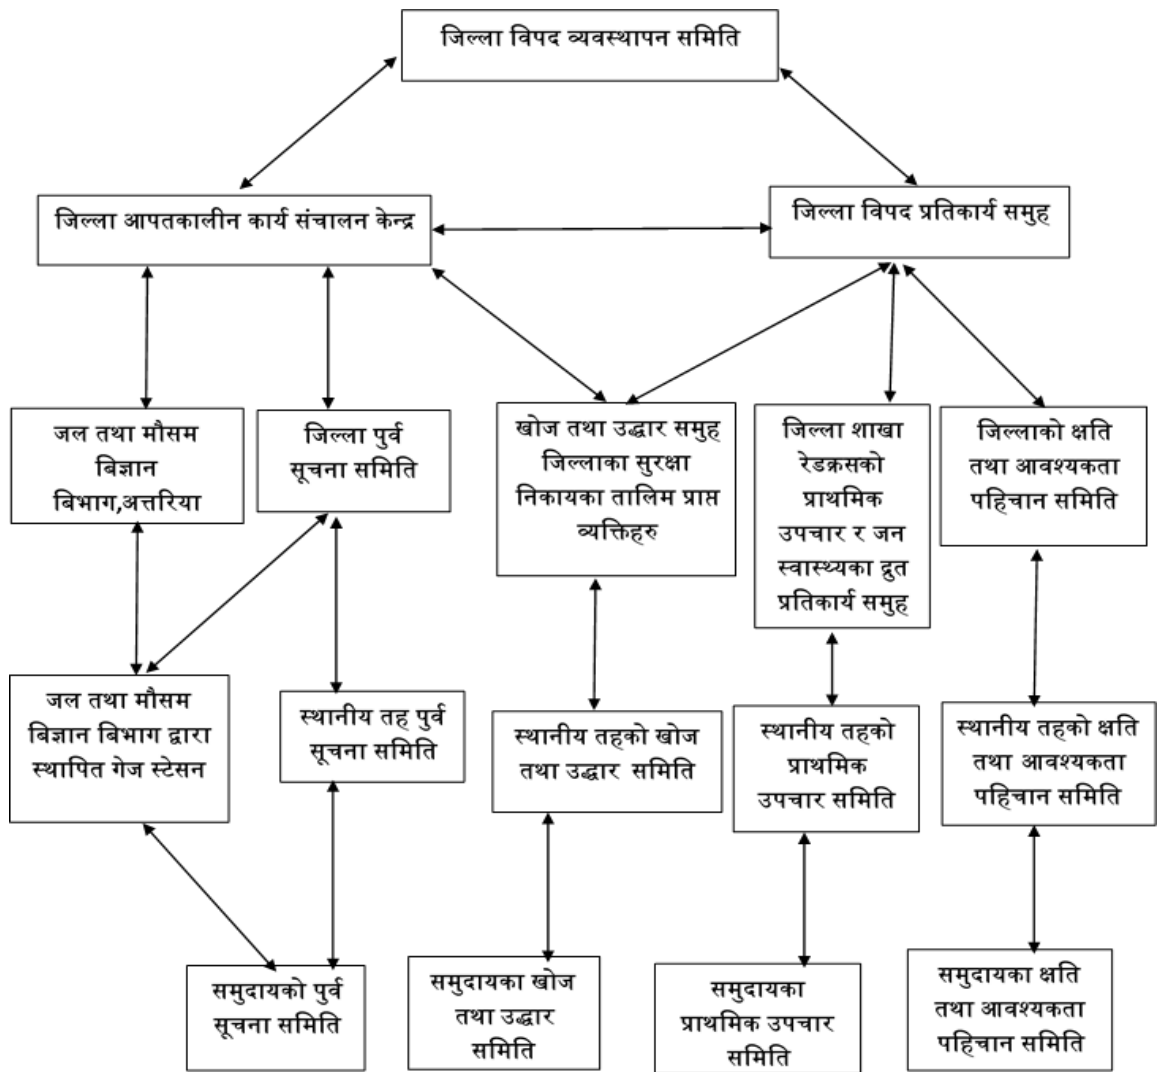 जिल्ला विपद व्यवस्थापन समिति
जिल्ला आपतकालीन कार्य संचालन केन्द्र
जिल्ला विपद प्रतिकार्य समुह
जल तथा मौसम
बिज्ञान
बिभाग,अत्तरिया
जिल्ला पुर्व
सूचना समिति
खोज तथा उद्धार समुह
जिल्लाका सुरक्षा
निकायका तालिम प्राप्त
व्यक्तिहरु
जिल्ला शाखा
रेडक्रसको
प्राथमिक
उपचार र जन
स्वास्थ्यका द्रुत
प्रतिकार्य समुह
जिल्लाको क्षति
तथा आवश्यकता
पहिचान समिति
जल तथा मौसम
बिज्ञान बिभाग द्वारा
स्थापित गेज स्टेसन
स्थानीय तह पुर्व
सूचना समिति
स्थानीय तहको खोज
तथा उद्धार समिति
स्थानीय तहको
प्राथमिक
उपचार समिति
स्थानीय तहको क्षति
तथा आवश्यकता
पहिचान समिति
समुदायको पुर्व
सूचना समिति
समुदायका खोज
तथा उद्धार
समिति
समुदायका
प्राथमिक उपचार
समिति
समुदायका क्षति
तथा आवश्यकता
पहिचान समिति